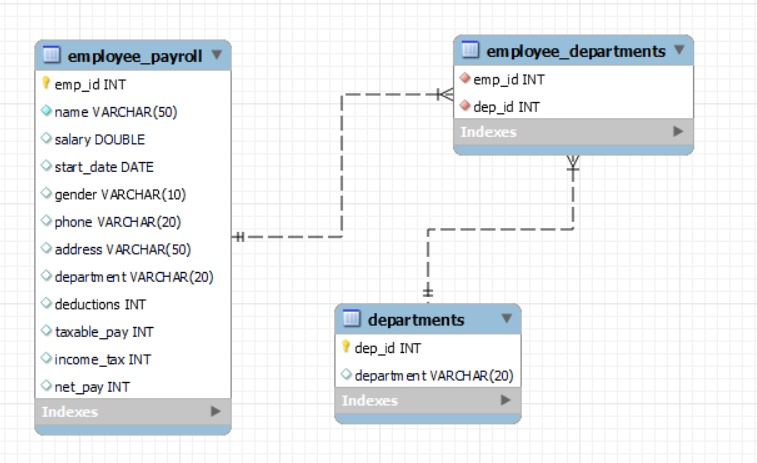 employee_payroll
emp_id INT
name VARCHAR(50)
salary DOUBLE
start_date DATE
gender VARCHAR(10)
phone VARCHAR(20)
address VARCHAR(50)
department VARCHAR(20)
deductions INT
taxable_pay INT
income_tax INT
net_pay INT
Indexes
employee_departments
emp_id INT
dep_id INT
Indexes
departments
dep_id INT
department VARCHAR(20)
Indexes